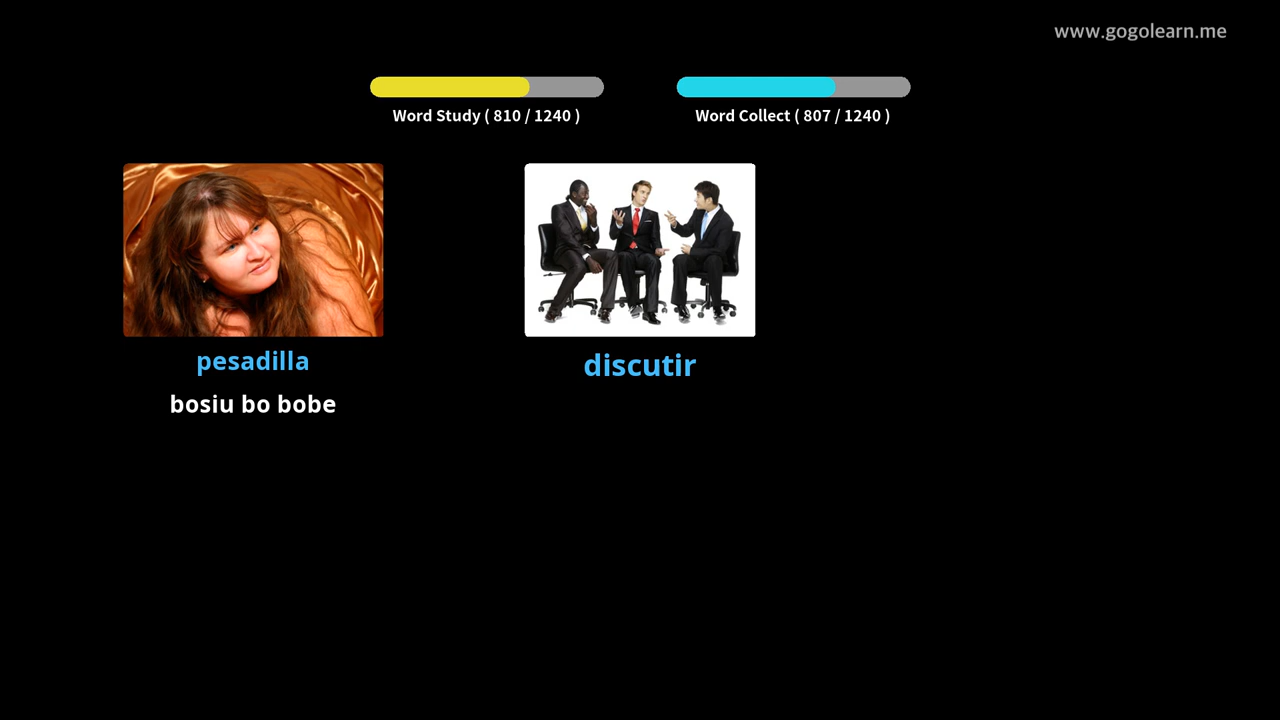 www.gogolearn.me
Word Study ( 810 / 1240 )
Word Collect ( 807 / 1240 )
pesadilla
bosiu bo bobe
discutir